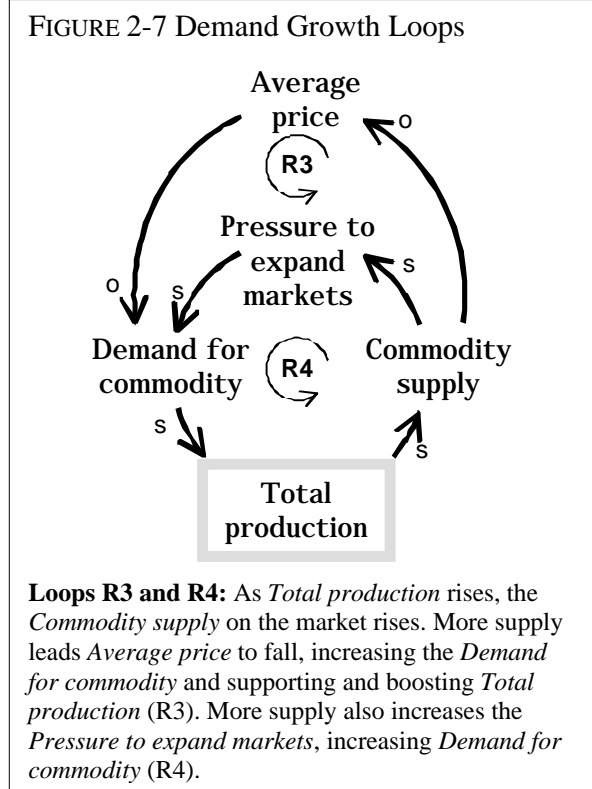 FIGURE 2-7 Demand Growth Loops
Average
price
o
R3
Pressure to
expand
markets
s
o
s
Demand for
commodity
R4
Commodity
supply
s
s
Total
production
Loops R3 and R4: As Total production rises, the
Commodity supply on the market rises. More supply
leads Average price to fall, increasing the Demand
for commodity and supporting and boosting Total
production (R3). More supply also increases the
Pressure to expand markets, increasing Demand for
commodity (R4).